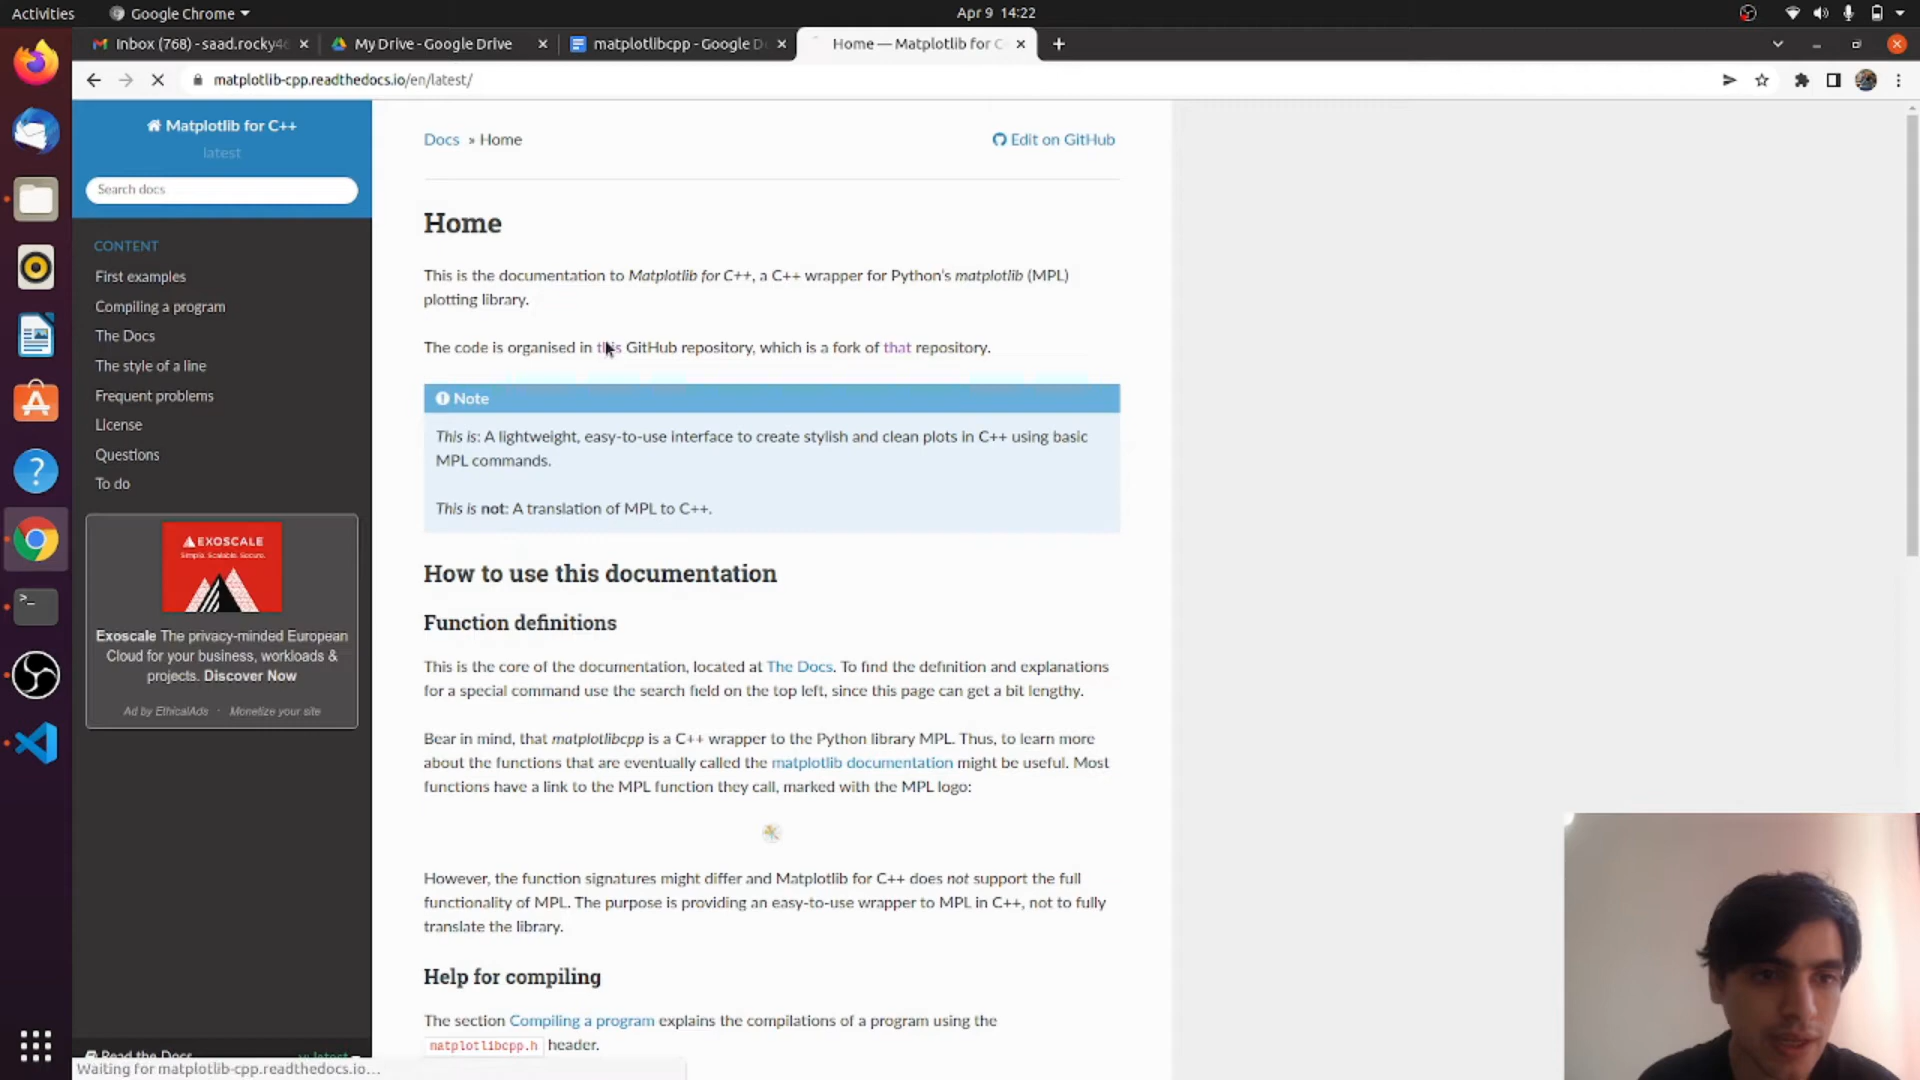 Activities
Google Chrome
Apr 9 14:22
Inbox (768) - saad.rocky4
My Drive - Google Drive
matplotlibcpp - Google D
Home — Matplotlib for C
matplotlib-cpp.readthedocs.io/en/latest/
Matplotlib for C++
latest
Search docs
CONTENT
First examples
Compiling a program
The Docs
The style of a line
Frequent problems
License
Questions
To do
EXOSCALE
Simple. Scalable. Secure.
Exoscale The privacy-minded European
Cloud for your business, workloads &
projects. Discover Now
Ad by EthicalAds · Monetize your site
Read the Docs
v: latest
Waiting for matplotlib-cpp.readthedocs.io...
Docs » Home
Edit on GitHub
Home
This is the documentation to Matplotlib for C++, a C++ wrapper for Python's matplotlib (MPL)
plotting library.
The code is organised in this GitHub repository, which is a fork of that repository.
Note
This is: A lightweight, easy-to-use interface to create stylish and clean plots in C++ using basic
MPL commands.
This is not: A translation of MPL to C++.
How to use this documentation
Function definitions
This is the core of the documentation, located at The Docs. To find the definition and explanations
for a special command use the search field on the top left, since this page can get a bit lengthy.
Bear in mind, that matplotlibcpp is a C++ wrapper to the Python library MPL. Thus, to learn more
about the functions that are eventually called the matplotlib documentation might be useful. Most
functions have a link to the MPL function they call, marked with the MPL logo:
However, the function signatures might differ and Matplotlib for C++ does not support the full
functionality of MPL. The purpose is providing an easy-to-use wrapper to MPL in C++, not to fully
translate the library.
Help for compiling
The section Compiling a program explains the compilations of a program using the
matplotlibcpp.h header.